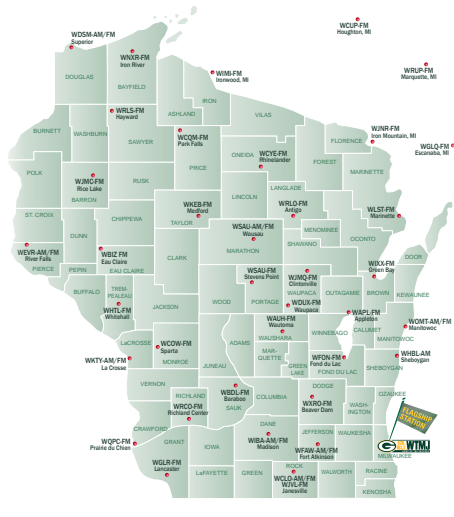 WCUP-FM
Houghton, MI
WDSM-AM/FM
Superior
WNXR-FM
Iron River
WRUP-FM
Marquette, MI
WIMI-FM
Ironwood, MI
DOUGLAS
BAYFIELD
IRON
ASHLAND
VILAS
WRLS-FM
Hayward
WCQM-FM
Park Falls
WJNR-FM
Iron Mountain, MI
WGLQ-FM
Escanaba, MI
BURNETT
WASHBURN
SAWYER
FLORENCE
ONEIDA
WCYE-FM
Rhinelander
FOREST
PRICE
MARINETTE
POLK
WJMC-FM
Rice Lake
RUSK
LANGLADE
BARRON
LINCOLN
WKEB-FM
Medford
WRLO-FM
Antigo
WLST-FM
Marinette
ST. CROIX
CHIPPEWA
TAYLOR
WSAU-AM/FM
Wausau
MENOMINEE
OCONTO
DUNN
MARATHON
SHAWANO
WEVR-AM/FM
River Falls
WBIZ FM
Eau Claire
CLARK
DOOR
PIERCE
PEPIN
EAU CLAIRE
WSAU-FM
Stevens Point
WJMQ-FM
Clintonville
WIXX-FM
Green Bay
BUFFALO
TREM-
PEALEAU
WAUPACA
OUTAGAMIE
BROWN
KEWAUNEE
WHTL-FM
Whitehall
JACKSON
WOOD
PORTAGE
WDUX-FM
Waupaca
WAPL-FM
Appleton
WOMT-AM/FM
Manitowoc
WAUH-FM
Wautoma
WAUSHARA
WINNEBAGO
CALUMET
MANITOWOC
LaCROSSE
WCOW-FM
Sparta
MONROE
ADAMS
JUNEAU
MAR-
QUETTE
GREEN
LAKE
WFON-FM
Fond du Lac
FOND DU LAC
WHBL-AM
Sheboygan
SHEBOYGAN
WKTY-AM/FM
La Crosse
VERNON
WBDL-FM
Baraboo
SAUK
COLUMBIA
DODGE
WXRO-FM
Beaver Dam
RICHLAND
WRCO-FM
Richland Center
WASH-
INGTON
OZAUKEE
FLAGSHIP
STATION
CRAWFORD
DANE
WIBA-AM/FM
Madison
JEFFERSON
WAUKESHA
WQPC-FM
Prairie du Chien
GRANT
IOWA
WFAW-AM/FM
Fort Atkinson
WTMJ
MILWAUKEE
WGLR-FM
Lancaster
LaFAYETTE
GREEN
ROCK
WCLO-AM/FM
WJVL-FM
Janesville
WALWORTH
RACINE
KENOSHA